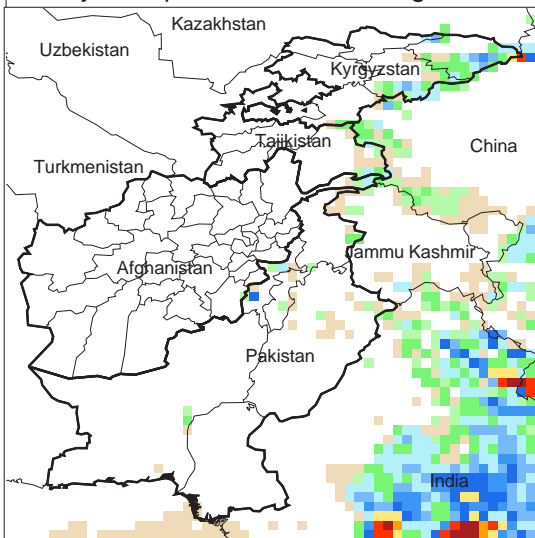 Kazakhstan
Uzbekistan
Kyrgyzstan
Tajikistan
China
Turkmenistan
Jammu Kashmir
Afghanistan
Pakistan
India